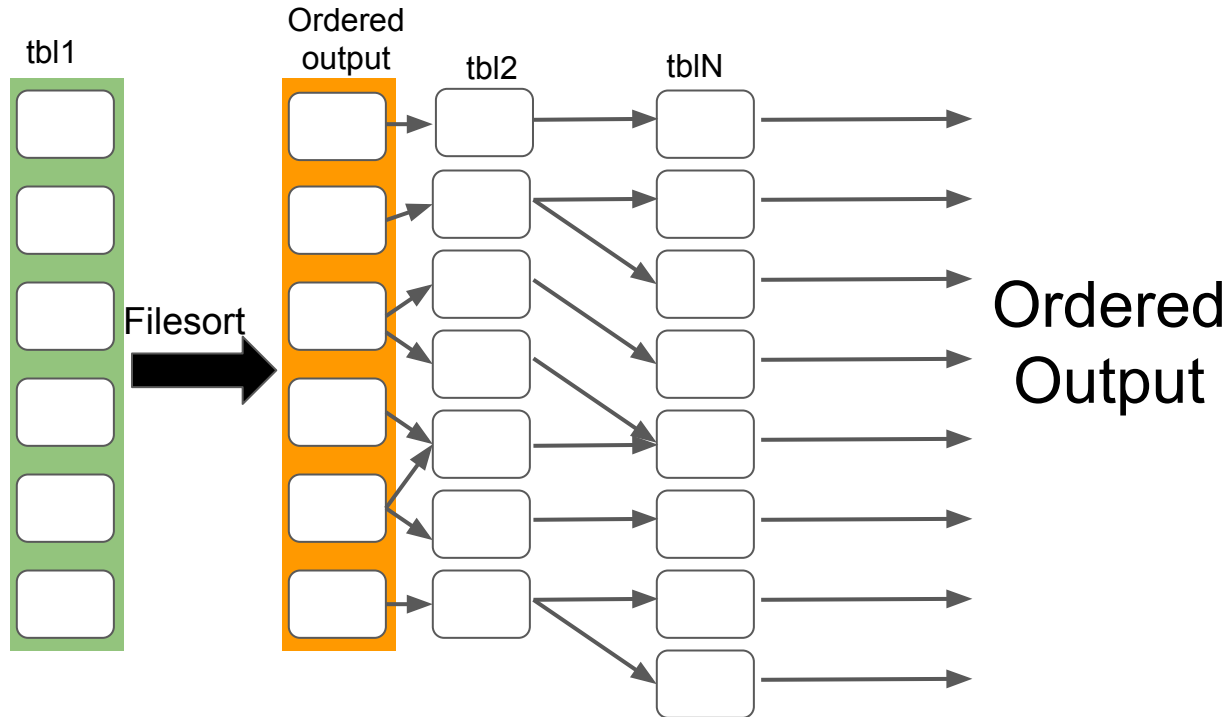 tbl1
Ordered
output
tbl2
tblN
Filesort
Ordered
Output